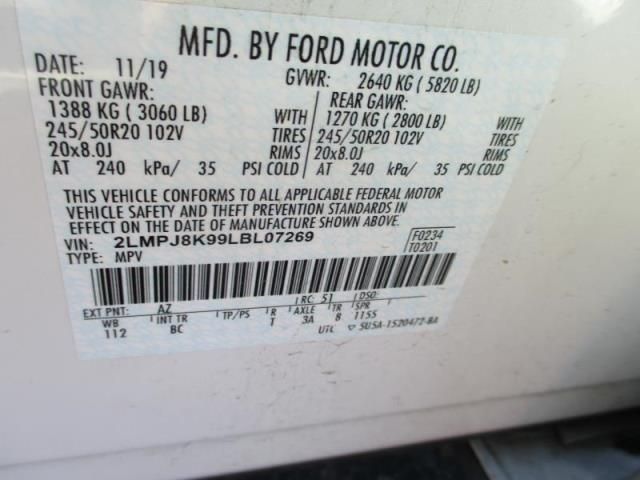 MFD. BY FORD MOTOR CO.
DATE: 11/19 GVWR: 2640 KG ( 5820 LB)
FRONT GAWR: REAR GAWR:
1388 KG ( 3060 LB) WITH 1270 KG ( 2800 LB) WITH
245/50R20 102V TIRES 245/50R20 102V TIRES
20x8.0J RIMS 20x8.0J RIMS
AT 240 kPa/ 35 PSI COLD AT 240 kPa/ 35 PSI COLD
THIS VEHICLE CONFORMS TO ALL APPLICABLE FEDERAL MOTOR
VEHICLE SAFETY AND THEFT PREVENTION STANDARDS IN
EFFECT ON THE DATE OF MANUFACTURE SHOWN ABOVE.
VIN: 2LMPJ8K99LBL07269 F0234
TYPE: MPV T0201
EXT PNT: AZ RC: 51 DSO:
WB INT TR TP/PS R AXLE TR SPR
112 BC T 3A 8 1155
UTC 5U5A-1520472-BA